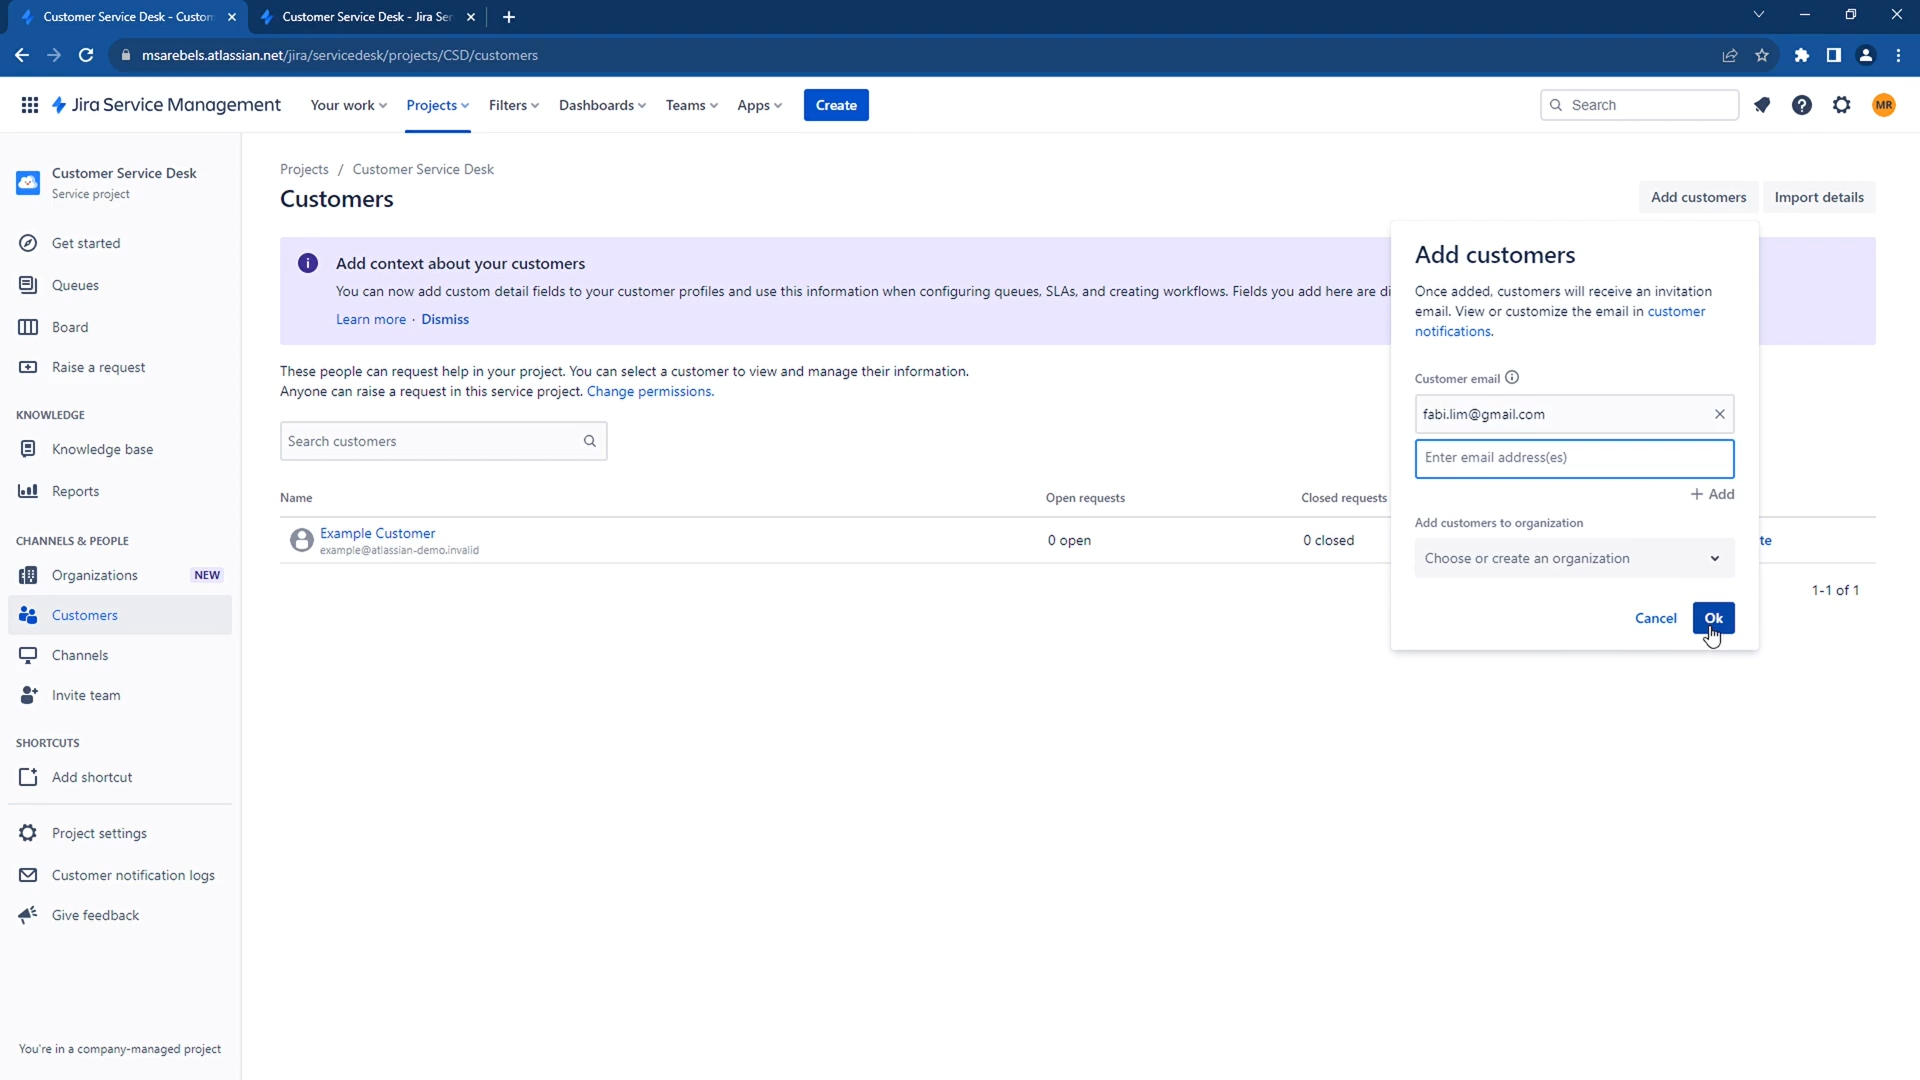 Customer Service Desk - Custom
Customer Service Desk - Jira Ser
msarebels.atlassian.net/jira/servicedesk/projects/CSD/customers
Jira Service Management
Your work
Projects
Filters
Dashboards
Teams
Apps
Create
Search
MR
Customer Service Desk
Service project
Get started
Queues
Board
Raise a request
KNOWLEDGE
Knowledge base
Reports
CHANNELS & PEOPLE
Organizations NEW
Customers
Channels
Invite team
SHORTCUTS
Add shortcut
Project settings
Customer notification logs
Give feedback
You're in a company-managed project
Projects / Customer Service Desk
Customers
Add customers
Import details
Add context about your customers
You can now add custom detail fields to your customer profiles and use this information when configuring queues, SLAs, and creating workflows. Fields you add here are di
Learn more · Dismiss
These people can request help in your project. You can select a customer to view and manage their information.
Anyone can raise a request in this service project. Change permissions.
Search customers
Name Open requests Closed requests
Example Customer
example@atlassian-demo.invalid
0 open
0 closed
te
1-1 of 1
Add customers
Once added, customers will receive an invitation
email. View or customize the email in customer
notifications.
Customer email
fabi.lim@gmail.com
Enter email address(es)
+ Add
Add customers to organization
Choose or create an organization
Cancel
Ok